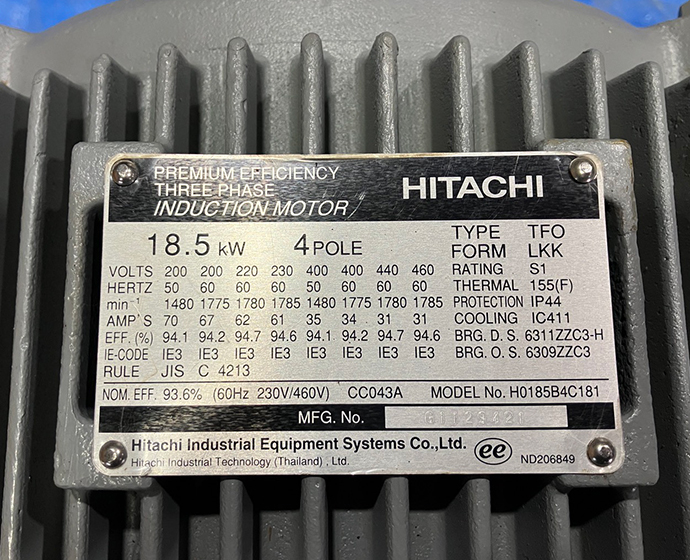 PREMIUM EFFICIENCY
THREE PHASE
INDUCTION MOTOR
HITACHI
18.5 kW 4 POLE
TYPE TFO
FORM LKK
VOLTS 200 200 220 230 400 400 440 460 RATING S1
HERTZ 50 60 60 60 50 60 60 60 THERMAL 155(F)
min⁻¹ 1480 1775 1780 1785 1480 1775 1780 1785 PROTECTION IP44
AMP'S 70 67 62 61 35 34 31 31 COOLING IC411
EFF. (%) 94.1 94.2 94.7 94.6 94.1 94.2 94.7 94.6 BRG. D. S. 6311ZZC3-H
IE-CODE IE3 IE3 IE3 IE3 IE3 IE3 IE3 IE3 BRG. O. S. 6309ZZC3
RULE JIS C 4213
NOM. EFF. 93.6% (60Hz 230V/460V) CC043A MODEL No. H0185B4C181
MFG. No.
Hitachi Industrial Equipment Systems Co., Ltd.
Hitachi Industrial Technology (Thailand) . Ltd.
ee
ND206849